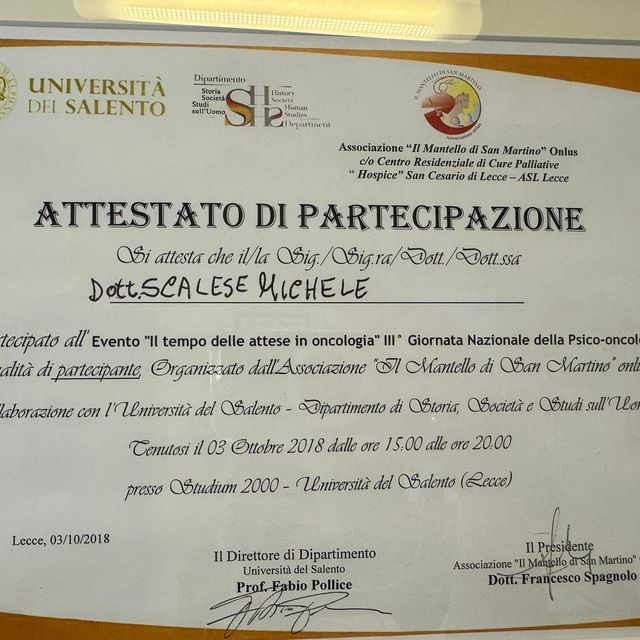 UNIVERSITÀ
DEL SALENTO
Dipartimento
Storia
Società
Studi
sull'Uomo
SHHS
History
Society
Human
Studies
Department
IL MANTELLO DI SAN MARTINO
Associazione onlus
Associazione "Il Mantello di San Martino" Onlus
c/o Centro Residenziale di Cure Palliative
" Hospice" San Cesario di Lecce – ASL Lecce
ATTESTATO DI PARTECIPAZIONE
Si attesta che il/la Sig./Sig.ra/Dott./Dott.ssa
Dott. SCALESE MICHELE
tecipato all' Evento "Il tempo delle attese in oncologia" III° Giornata Nazionale della Psico-oncolo
alità di partecipante, Organizzato dall'Associazione "Il Mantello di San Martino" onlu
llaborazione con l'Università del Salento - Dipartimento di Storia, Società e Studi sull'Uom
Tenutosi il 03 Ottobre 2018 dalle ore 15:00 alle ore 20.00
presso Studium 2000 - Università del Salento (Lecce)
Lecce, 03/10/2018
Il Direttore di Dipartimento
Università del Salento
Prof. Fabio Pollice
Il Presidente
Associazione "Il Mantello di San Martino"
Dott. Francesco Spagnolo